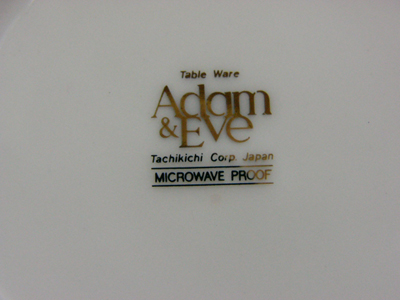 Table Ware
Adam
& Eve
Tachikichi Corp. Japan
MICROWAVE PROOF